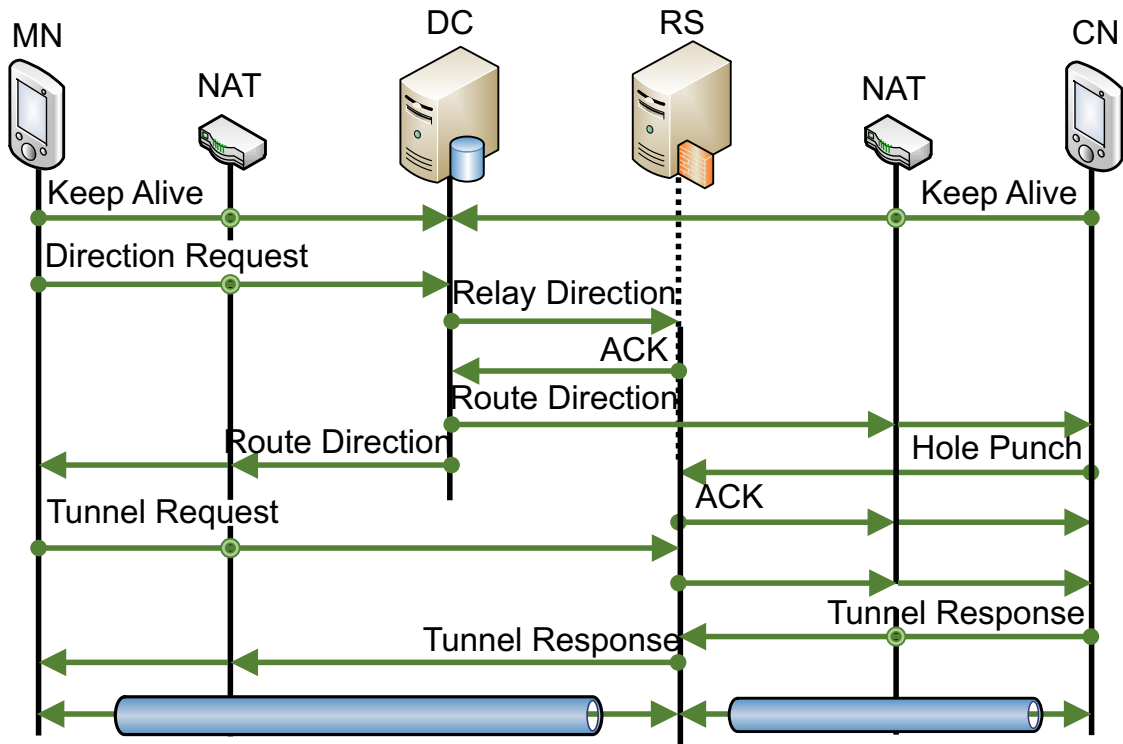 MN
DC
RS
CN
NAT
NAT
Keep Alive
Keep Alive
Direction Request
Relay Direction
ACK
Route Direction
Route Direction
Hole Punch
Tunnel Request
ACK
Tunnel Response
Tunnel Response